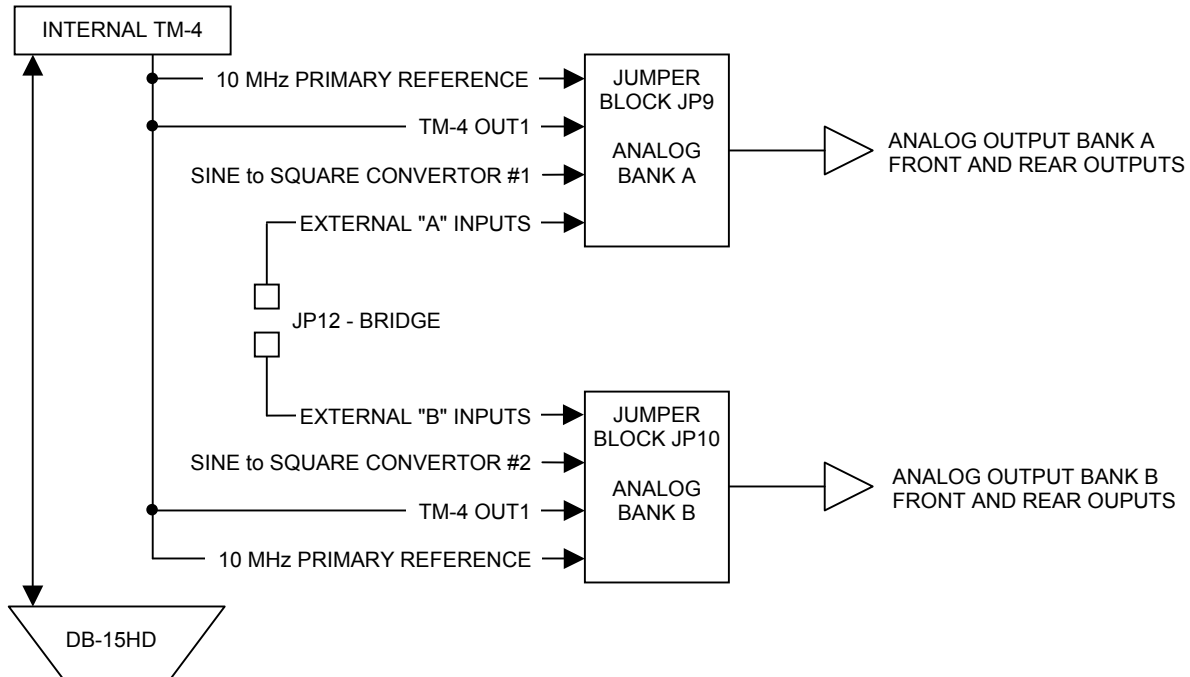 INTERNAL TM-4
10 MHz PRIMARY REFERENCE
TM-4 OUT1
SINE to SQUARE CONVERTOR #1
EXTERNAL "A" INPUTS
JUMPER
BLOCK JP9
ANALOG
BANK A
ANALOG OUTPUT BANK A
FRONT AND REAR OUTPUTS
JP12 - BRIDGE
EXTERNAL "B" INPUTS
SINE to SQUARE CONVERTOR #2
TM-4 OUT1
10 MHz PRIMARY REFERENCE
JUMPER
BLOCK JP10
ANALOG
BANK B
ANALOG OUTPUT BANK B
FRONT AND REAR OUPUTS
DB-15HD